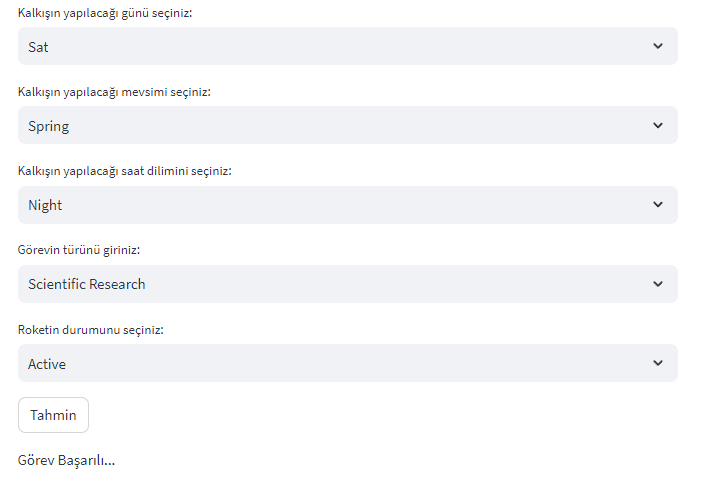 Kalkışın yapılacağı günü seçiniz:
Sat
Kalkışın yapılacağı mevsimi seçiniz:
Spring
Kalkışın yapılacağı saat dilimini seçiniz:
Night
Görevin türünü giriniz:
Scientific Research
Roketin durumunu seçiniz:
Active
Tahmin
Görev Başarılı...